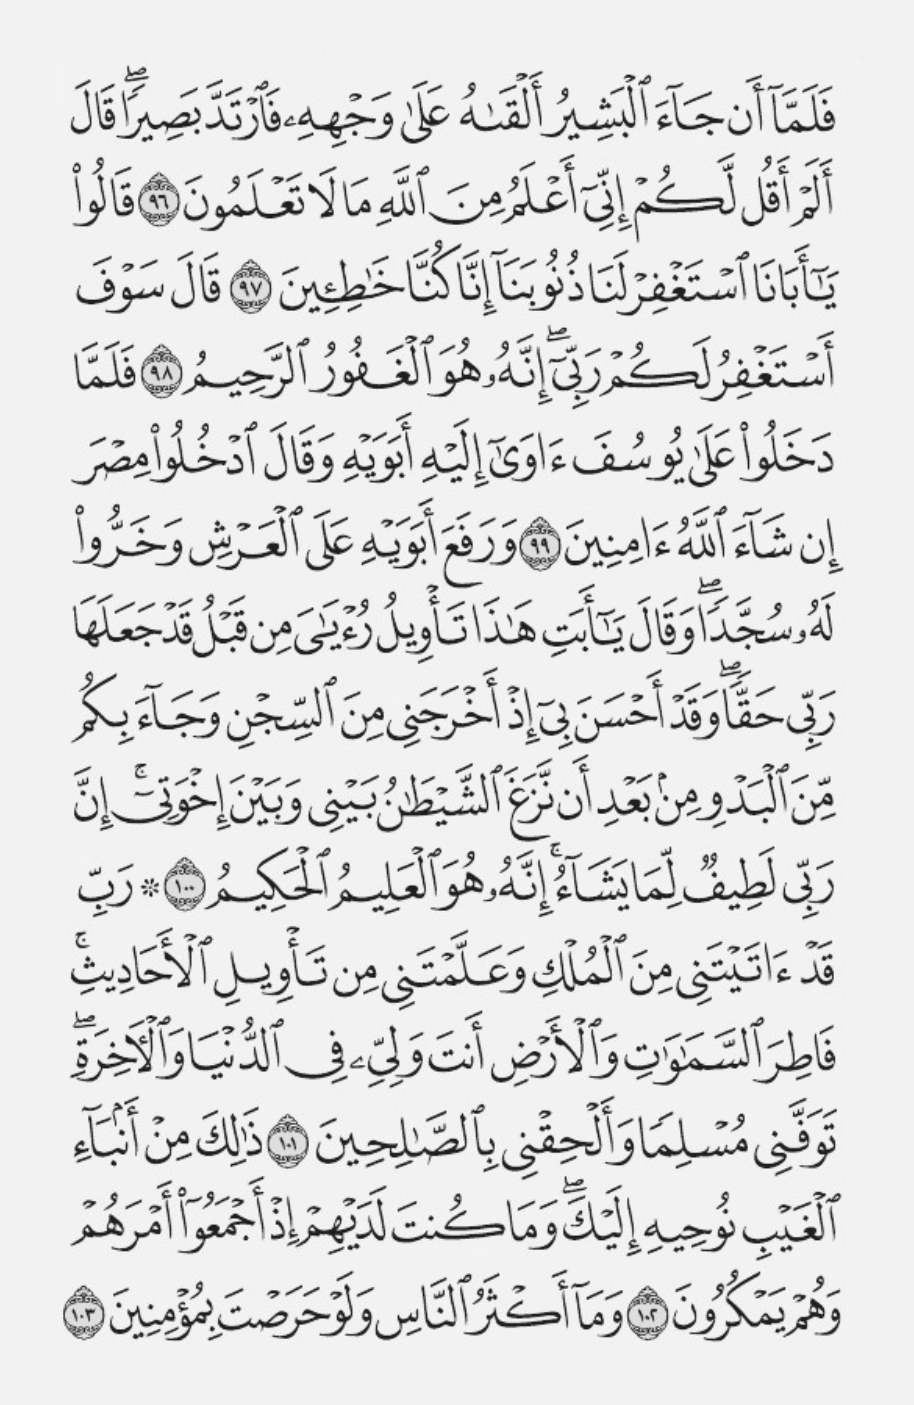 فَلَمَّآ أَن جَآءَ ٱلْبَشِيرُ أَلْقَىٰهُ عَلَىٰ وَجْهِهِۦ فَٱرْتَدَّ بَصِيرًاۖ قَالَ
أَلَمْ أَقُل لَّكُمْ إِنِّىٓ أَعْلَمُ مِنَ ٱللَّهِ مَا لَا تَعْلَمُونَ ٩٦ قَالُوا۟
يَـٰٓأَبَانَا ٱسْتَغْفِرْ لَنَا ذُنُوبَنَآ إِنَّا كُنَّا خَـٰطِـِٔينَ ٩٧ قَالَ سَوْفَ
أَسْتَغْفِرُ لَكُمْ رَبِّىٓۖ إِنَّهُۥ هُوَ ٱلْغَفُورُ ٱلرَّحِيمُ ٩٨ فَلَمَّا
دَخَلُوا۟ عَلَىٰ يُوسُفَ ءَاوَىٰٓ إِلَيْهِ أَبَوَيْهِ وَقَالَ ٱدْخُلُوا۟ مِصْرَ
إِن شَآءَ ٱللَّهُ ءَامِنِينَ ٩٩ وَرَفَعَ أَبَوَيْهِ عَلَى ٱلْعَرْشِ وَخَرُّوا۟
لَهُۥ سُجَّدًاۖ وَقَالَ يَـٰٓأَبَتِ هَـٰذَا تَأْوِيلُ رُءْيَـٰىَ مِن قَبْلُ قَدْ جَعَلَهَا
رَبِّى حَقًّاۖ وَقَدْ أَحْسَنَ بِىٓ إِذْ أَخْرَجَنِى مِنَ ٱلسِّجْنِ وَجَآءَ بِكُم
مِّنَ ٱلْبَدْوِ مِنۢ بَعْدِ أَن نَّزَغَ ٱلشَّيْطَـٰنُ بَيْنِى وَبَيْنَ إِخْوَتِىٓۚ إِنَّ
رَبِّى لَطِيفٌ لِّمَا يَشَآءُۚ إِنَّهُۥ هُوَ ٱلْعَلِيمُ ٱلْحَكِيمُ ١٠٠ ۞ رَبِّ
قَدْ ءَاتَيْتَنِى مِنَ ٱلْمُلْكِ وَعَلَّمْتَنِى مِن تَأْوِيلِ ٱلْأَحَادِيثِۚ
فَاطِرَ ٱلسَّمَـٰوَٰتِ وَٱلْأَرْضِ أَنتَ وَلِىِّۦ فِى ٱلدُّنْيَا وَٱلْـَٔاخِرَةِۖ
تَوَفَّنِى مُسْلِمًا وَأَلْحِقْنِى بِٱلصَّـٰلِحِينَ ١٠١ ذَٰلِكَ مِنْ أَنۢبَآءِ
ٱلْغَيْبِ نُوحِيهِ إِلَيْكَۖ وَمَا كُنتَ لَدَيْهِمْ إِذْ أَجْمَعُوٓا۟ أَمْرَهُمْ
وَهُمْ يَمْكُرُونَ ١٠٢ وَمَآ أَكْثَرُ ٱلنَّاسِ وَلَوْ حَرَصْتَ بِمُؤْمِنِينَ ١٠٣